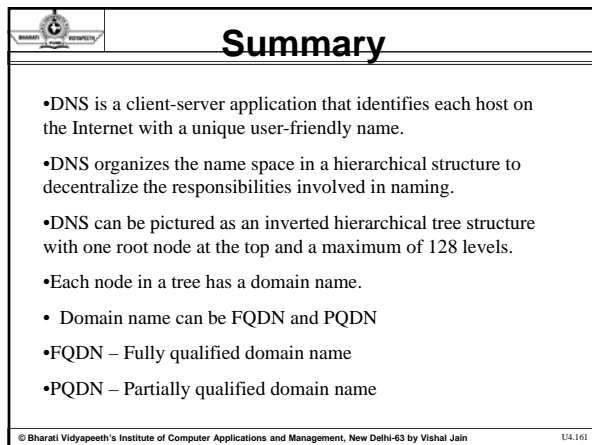 BHARATI
VIDYAPEETH
PUNE
Summary
•DNS is a client-server application that identifies each host on
the Internet with a unique user-friendly name.
•DNS organizes the name space in a hierarchical structure to
decentralize the responsibilities involved in naming.
•DNS can be pictured as an inverted hierarchical tree structure
with one root node at the top and a maximum of 128 levels.
•Each node in a tree has a domain name.
• Domain name can be FQDN and PQDN
•FQDN – Fully qualified domain name
•PQDN – Partially qualified domain name
© Bharati Vidyapeeth's Institute of Computer Applications and Management, New Delhi-63 by Vishal Jain
U4.161